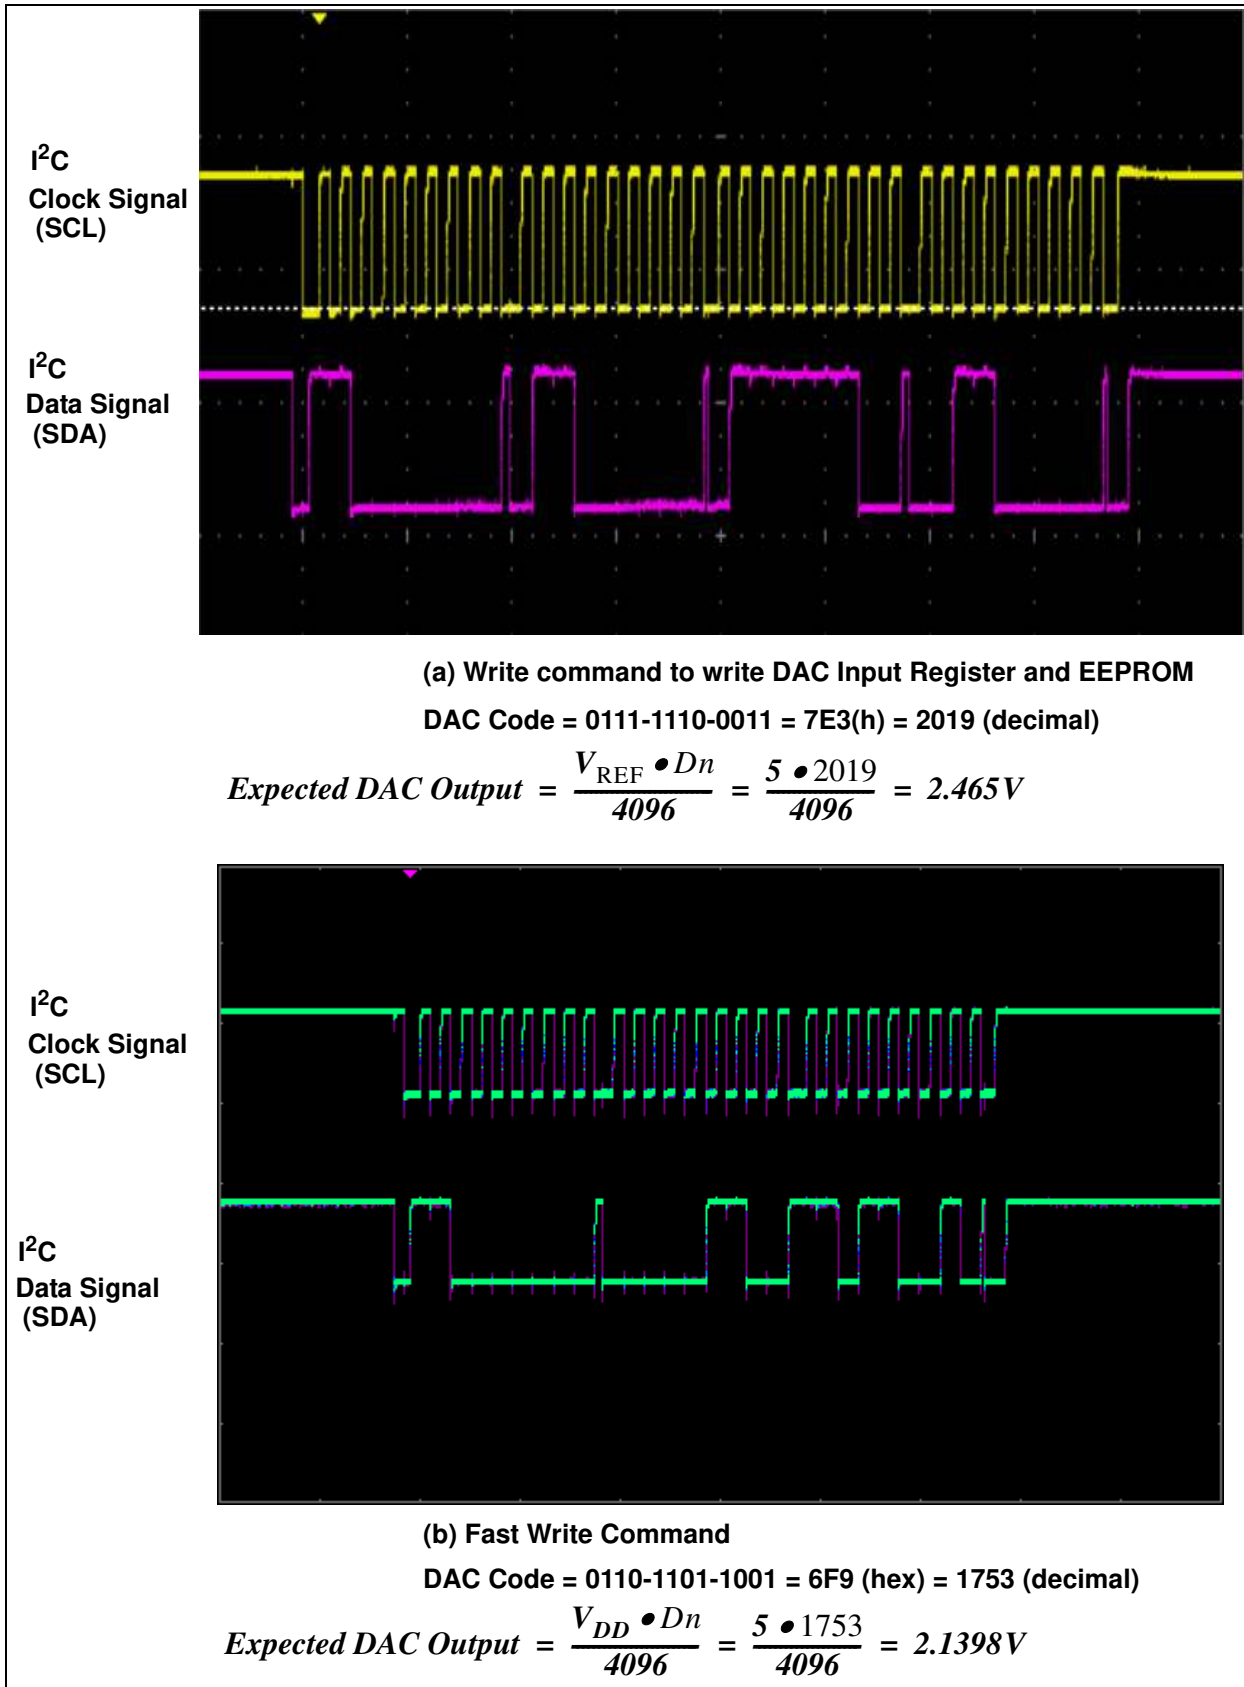 I²C
Clock Signal
(SCL)
I²C
Data Signal
(SDA)
(a) Write command to write DAC Input Register and EEPROM
DAC Code = 0111-1110-0011 = 7E3(h) = 2019 (decimal)
Expected DAC Output = V_REF • Dn / 4096 = 5 • 2019 / 4096 = 2.465V
I²C
Clock Signal
(SCL)
I²C
Data Signal
(SDA)
(b) Fast Write Command
DAC Code = 0110-1101-1001 = 6F9 (hex) = 1753 (decimal)
Expected DAC Output = V_DD • Dn / 4096 = 5 • 1753 / 4096 = 2.1398V